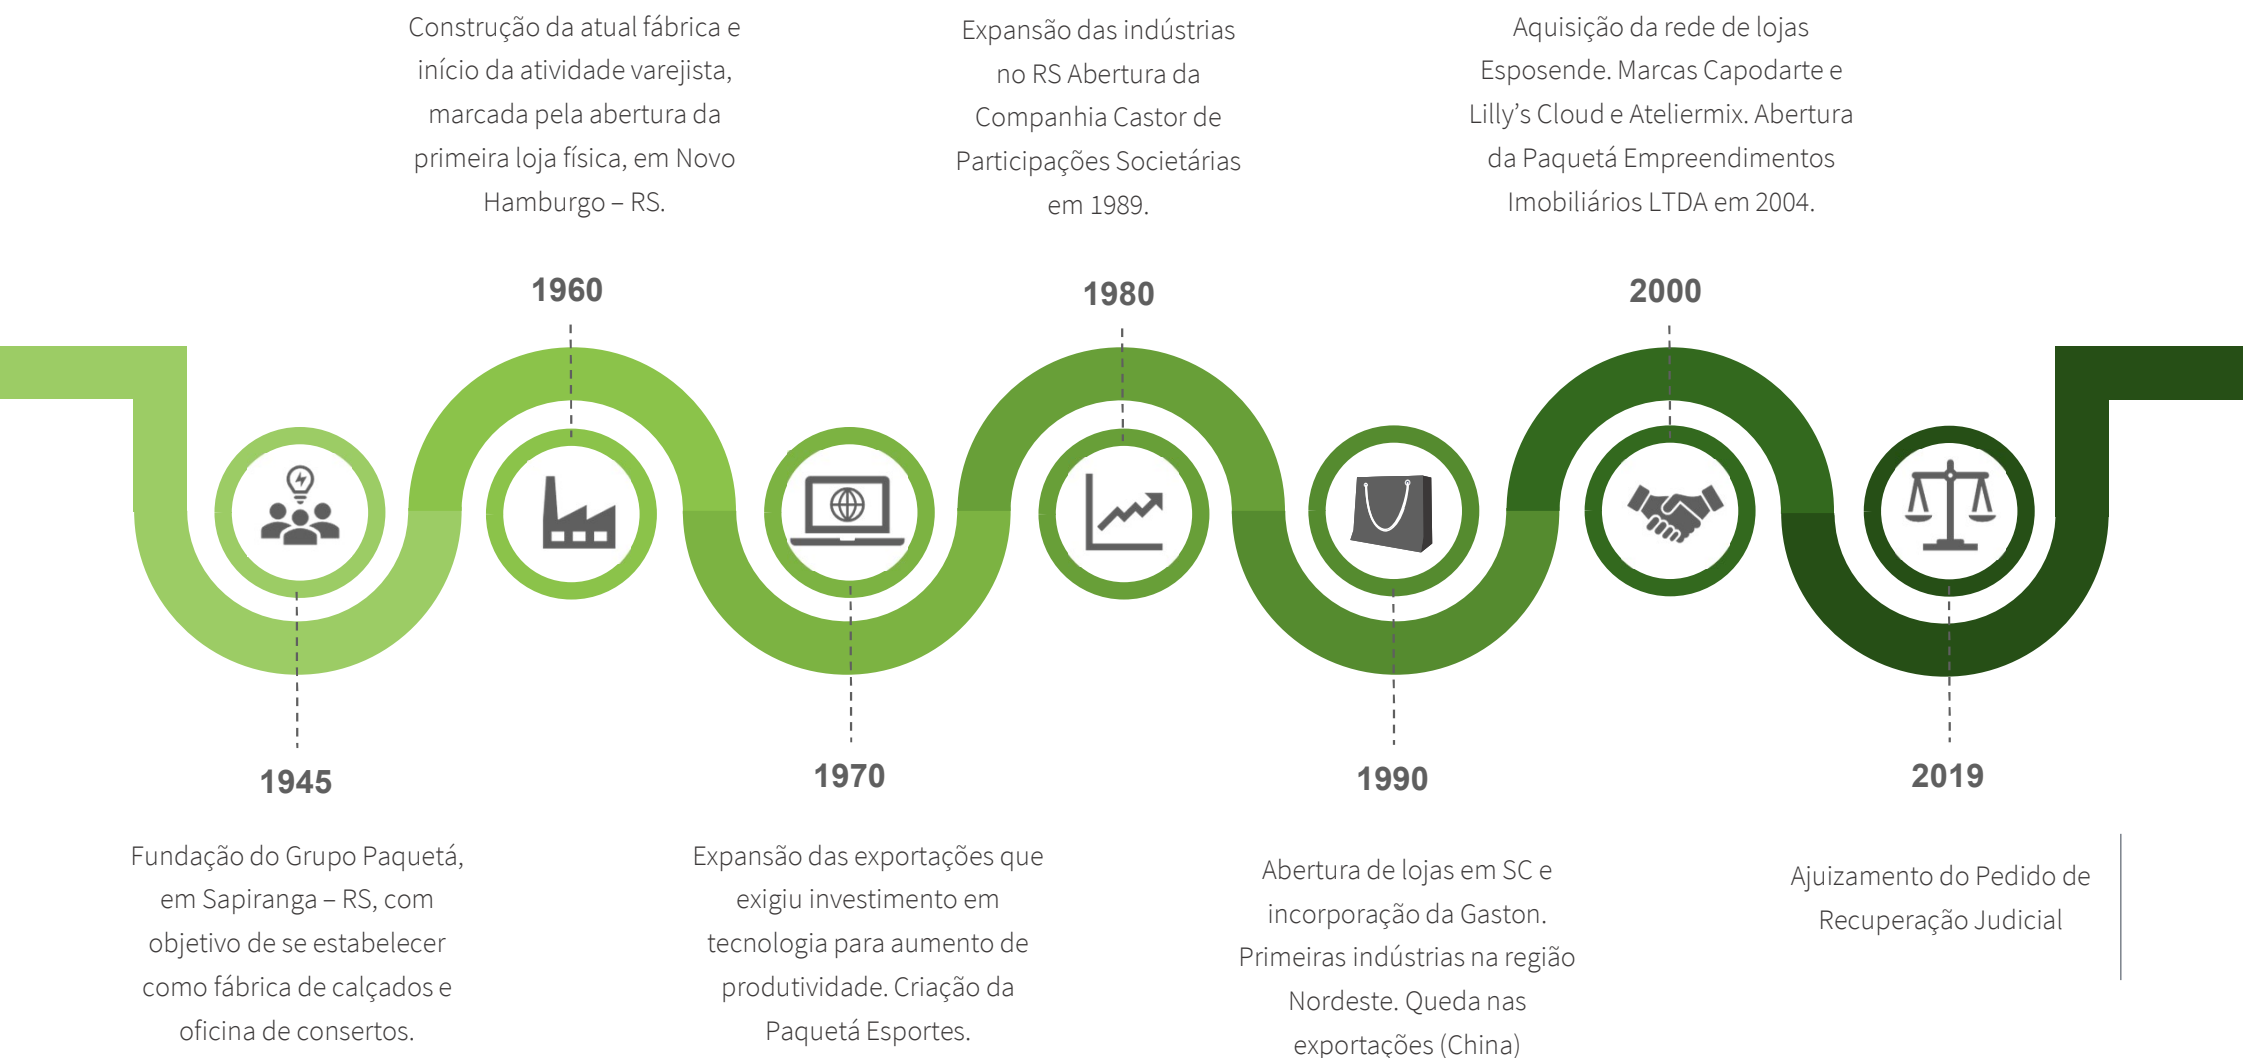 Construção da atual fábrica e
início da atividade varejista,
marcada pela abertura da
primeira loja física, em Novo
Hamburgo – RS.
1960
Expansão das indústrias
no RS Abertura da
Companhia Castor de
Participações Societárias
em 1989.
1980
Aquisição da rede de lojas
Esposende. Marcas Capodarte e
Lilly’s Cloud e Ateliermix. Abertura
da Paquetá Empreendimentos
Imobiliários LTDA em 2004.
2000
1945
Fundação do Grupo Paquetá,
em Sapiranga – RS, com
objetivo de se estabelecer
como fábrica de calçados e
oficina de consertos.
1970
Expansão das exportações que
exigiu investimento em
tecnologia para aumento de
produtividade. Criação da
Paquetá Esportes.
1990
Abertura de lojas em SC e
incorporação da Gaston.
Primeiras indústrias na região
Nordeste. Queda nas
exportações (China)
2019
Ajuizamento do Pedido de
Recuperação Judicial